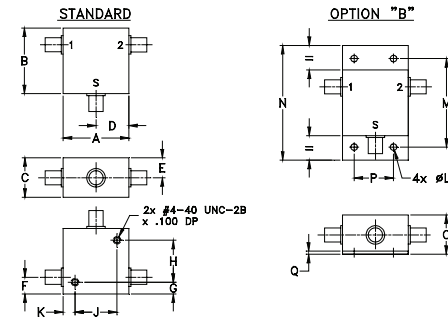 STANDARD
OPTION "B"
B
1
2
S
D
A
C
E
2x #4-40 UNC-2B
x .100 DP
H
F
G
K
J
N
=
1
2
M
S
=
P
4x øL
Q